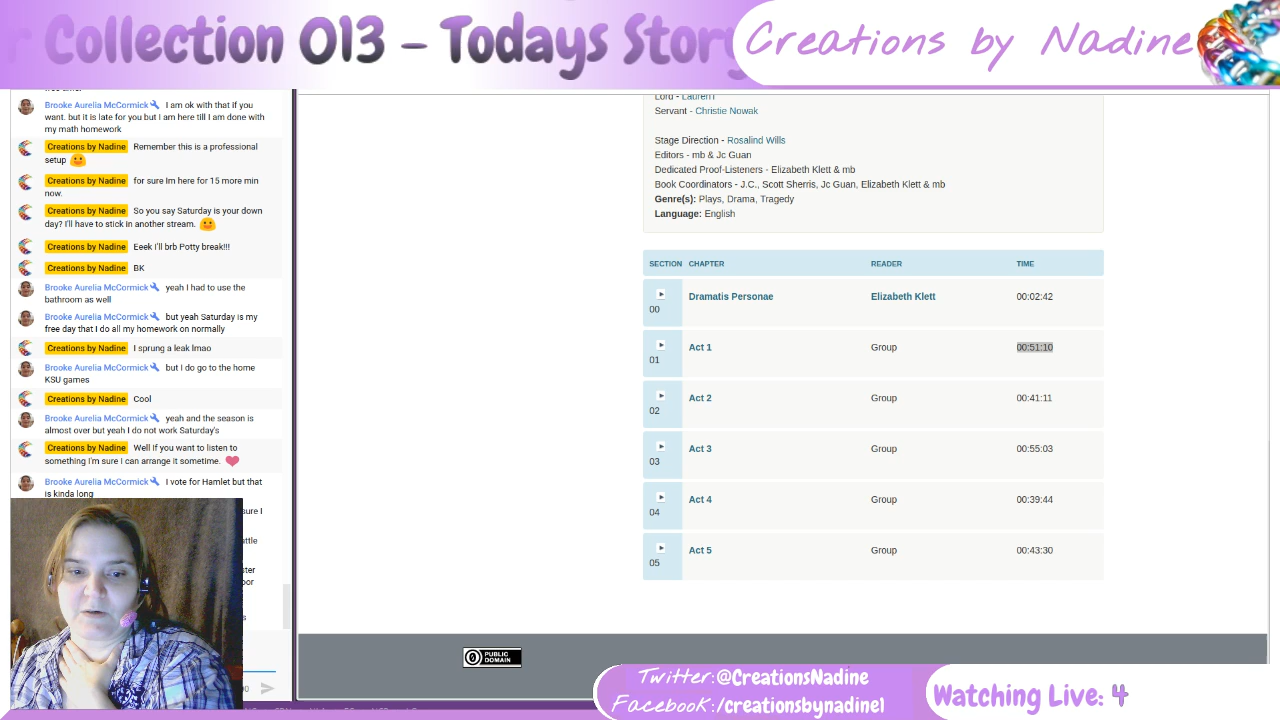 Collection 013 - Todays Story
Creations by Nadine
Brooke Aurelia McCormick I am ok with that if you
want. but it is late for you but I am here till I am done with
my math homework
Creations by Nadine Remember this is a professional
setup
Creations by Nadine for sure Im here for 15 more min
now.
Creations by Nadine So you say Saturday is your down
day? I'll have to stick in another stream.
Creations by Nadine Eeek I'll brb Potty break!!!
Creations by Nadine BK
Brooke Aurelia McCormick yeah I had to use the
bathroom as well
Brooke Aurelia McCormick but yeah Saturday is my
free day that I do all my homework on normally
Creations by Nadine I sprung a leak lmao
Brooke Aurelia McCormick but I do go to the home
KSU games
Creations by Nadine Cool
Brooke Aurelia McCormick yeah and the season is
almost over but yeah I do not work Saturday's
Creations by Nadine Well If you want to listen to
something I'm sure I can arrange it sometime.
Brooke Aurelia McCormick I vote for Hamlet but that
is kinda long
sure I
Servant - Christie Nowak
Stage Direction - Rosalind Wills
Editors - mb & Jc Guan
Dedicated Proof-Listeners - Elizabeth Klett & mb
Book Coordinators - J.C., Scott Sherris, Jc Guan, Elizabeth Klett & mb
Genre(s): Plays, Drama, Tragedy
Language: English
SECTION CHAPTER READER TIME
00 Dramatis Personae Elizabeth Klett 00:02:42
01 Act 1 Group 00:51:10
02 Act 2 Group 00:41:11
03 Act 3 Group 00:55:03
04 Act 4 Group 00:39:44
05 Act 5 Group 00:43:30
PUBLIC
DOMAIN
Twitter:@CreationsNadine
Facebook:/creationsbynadine1
Watching Live: 4